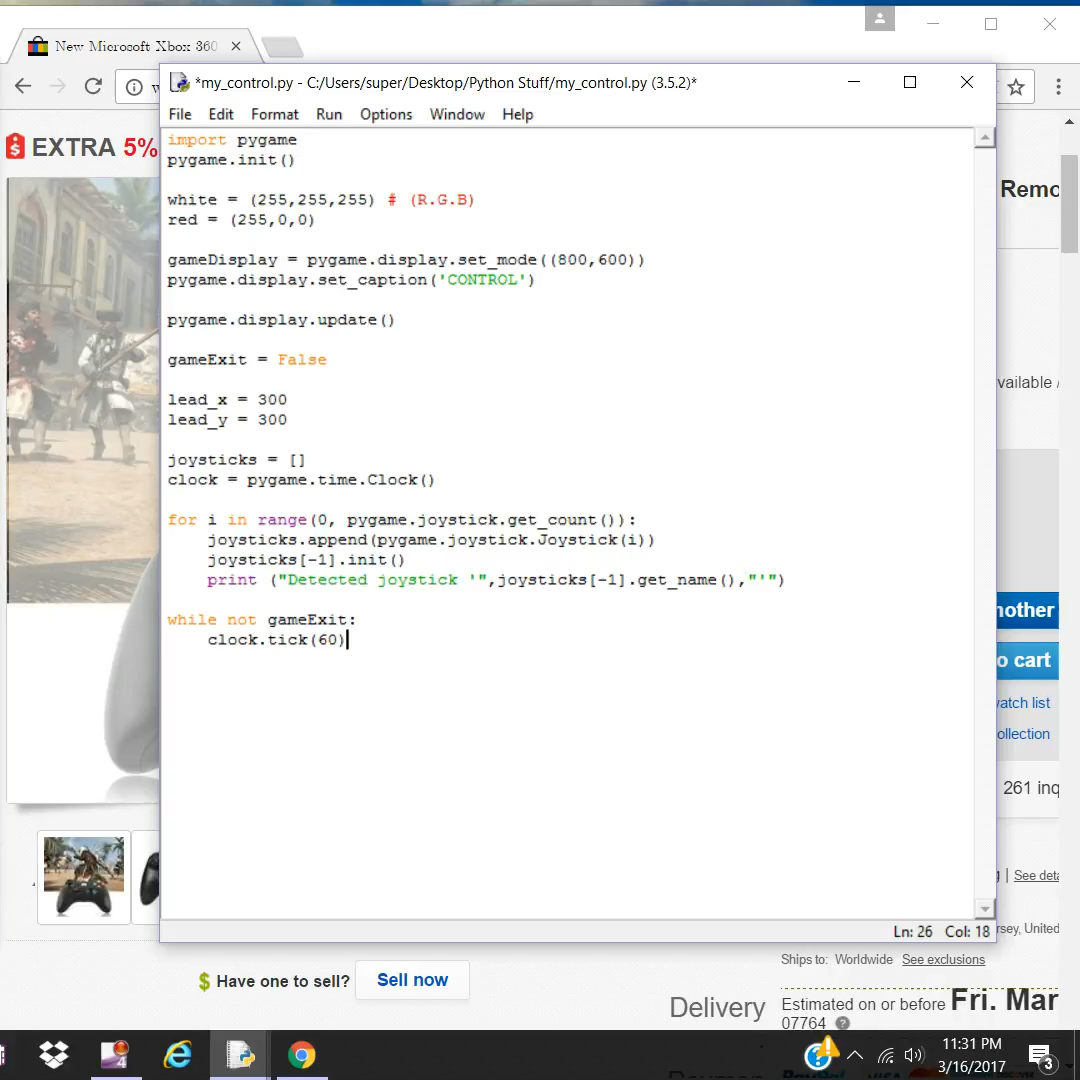 New Microsoft Xbox 360
*my_control.py - C:/Users/super/Desktop/Python Stuff/my_control.py (3.5.2)*
File Edit Format Run Options Window Help
EXTRA 5%
import pygame
pygame.init()
white = (255,255,255) # (R.G.B)
red = (255,0,0)
gameDisplay = pygame.display.set_mode((800,600))
pygame.display.set_caption('CONTROL')
pygame.display.update()
gameExit = False
lead_x = 300
lead_y = 300
joysticks = []
clock = pygame.time.Clock()
for i in range(0, pygame.joystick.get_count()):
    joysticks.append(pygame.joystick.Joystick(i))
    joysticks[-1].init()
    print ("Detected joystick '",joysticks[-1].get_name(),"'")
while not gameExit:
    clock.tick(60)
Remo
vailable /
nother
o cart
atch list
ollection
261 inq
See deta
rsey, United
Ln: 26 Col: 18
Ships to: Worldwide See exclusions
$ Have one to sell? Sell now
Delivery Estimated on or before Fri. Mar
07764
11:31 PM
3/16/2017
3